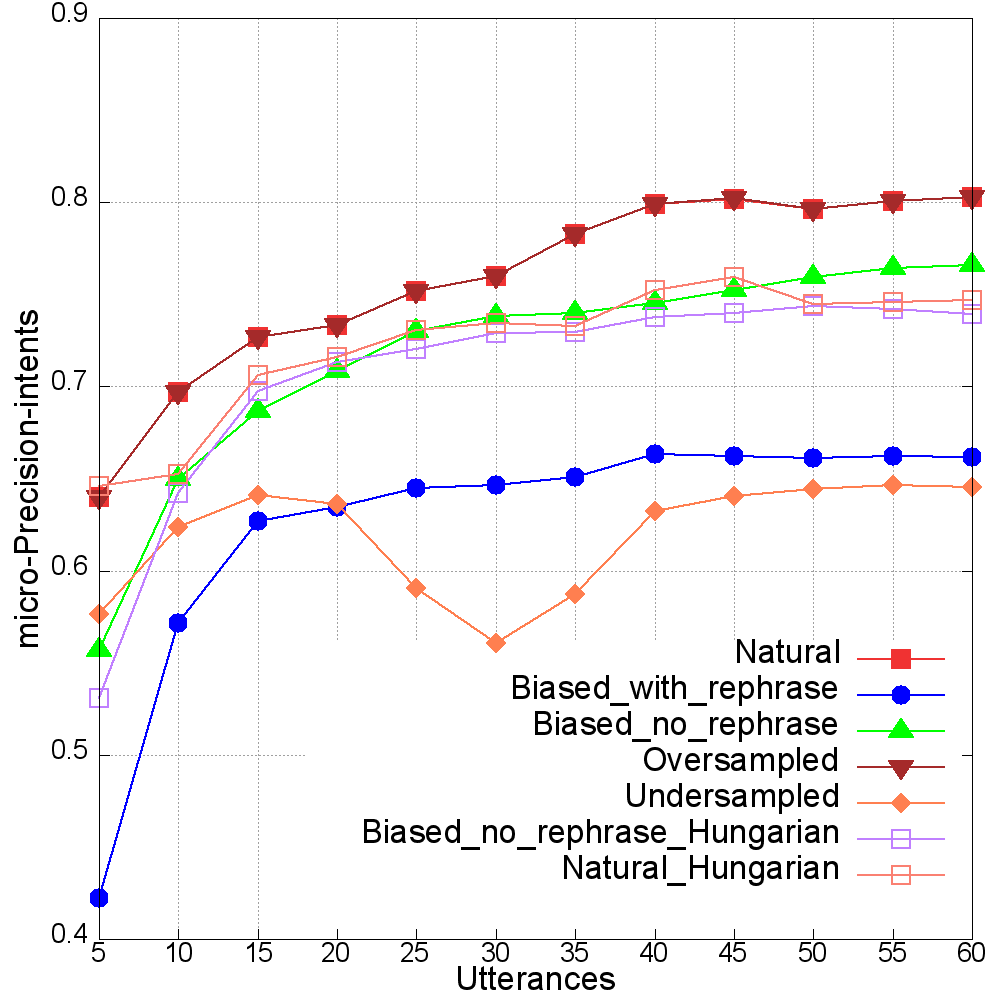 0.9
0.8
0.7
0.6
0.5
0.4
micro-Precision-intents
Natural
Biased_with_rephrase
Biased_no_rephrase
Oversampled
Undersampled
Biased_no_rephrase_Hungarian
Natural_Hungarian
5 10 15 20 25 30 35 40 45 50 55 60
Utterances